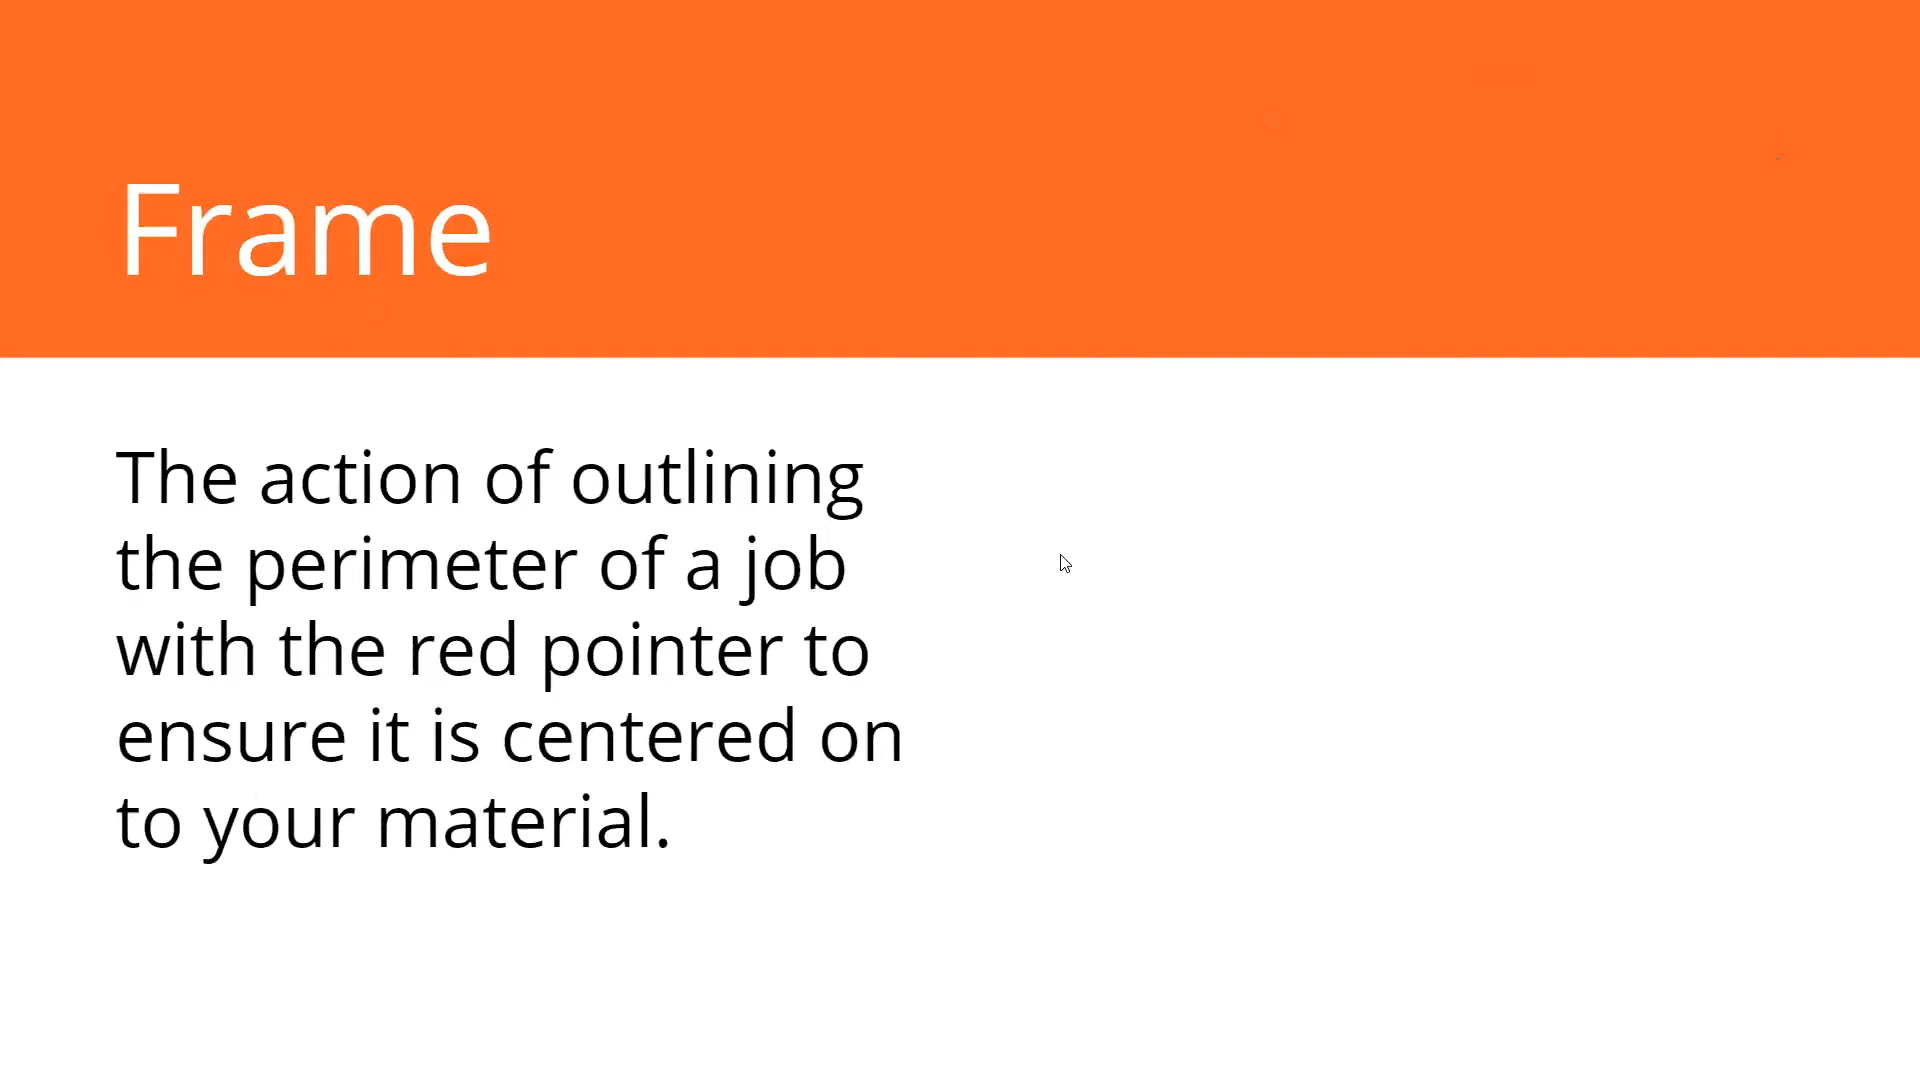 Frame
The action of outlining
the perimeter of a job
with the red pointer to
ensure it is centered on
to your material.